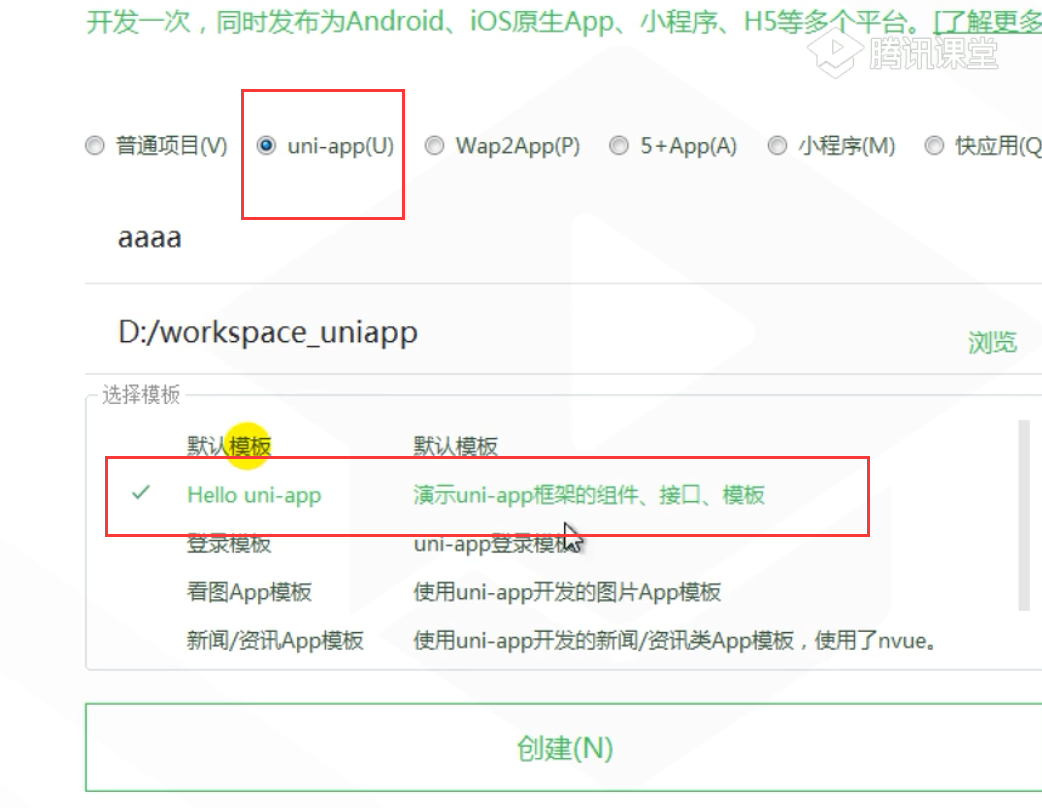 开发一次，同时发布为Android、iOS原生App、小程序、H5等多个平台。[了解更多
腾讯课堂
普通项目(V) uni-app(U) Wap2App(P) 5+App(A) 小程序(M) 快应用(Q
aaaa
D:/workspace_uniapp
浏览
选择模板
默认模板 默认模板
Hello uni-app 演示uni-app框架的组件、接口、模板
登录模板 uni-app登录模板
看图App模板 使用uni-app开发的图片App模板
新闻/资讯App模板 使用uni-app开发的新闻/资讯类App模板，使用了nvue。
创建(N)